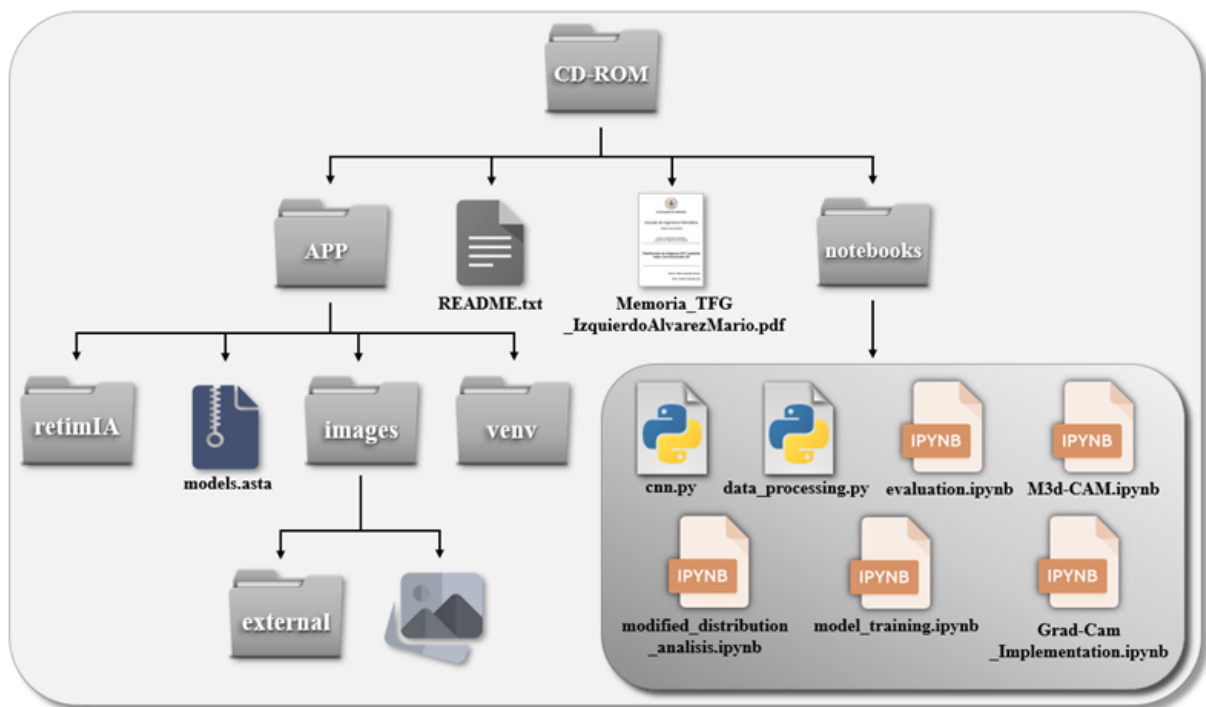 CD-ROM
APP
README.txt
Memoria_TFG
_IzquierdoAlvarezMario.pdf
notebooks
retimIA
models.asta
images
venv
external
cnn.py
data_processing.py
IPYNB
evaluation.ipynb
IPYNB
M3d-CAM.ipynb
IPYNB
modified_distribution
_analisis.ipynb
IPYNB
model_training.ipynb
IPYNB
Grad-Cam
_Implementation.ipynb